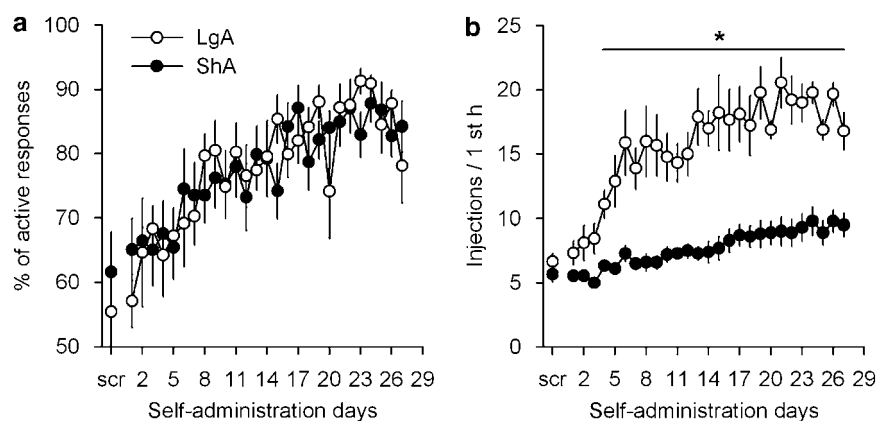 a
LgA
ShA
% of active responses
100
90
80
70
60
50
scr 2 5 8 11 14 17 20 23 26 29
Self-administration days
b
*
Injections / 1 st h
25
20
15
10
5
0
scr 2 5 8 11 14 17 20 23 26 29
Self-administration days